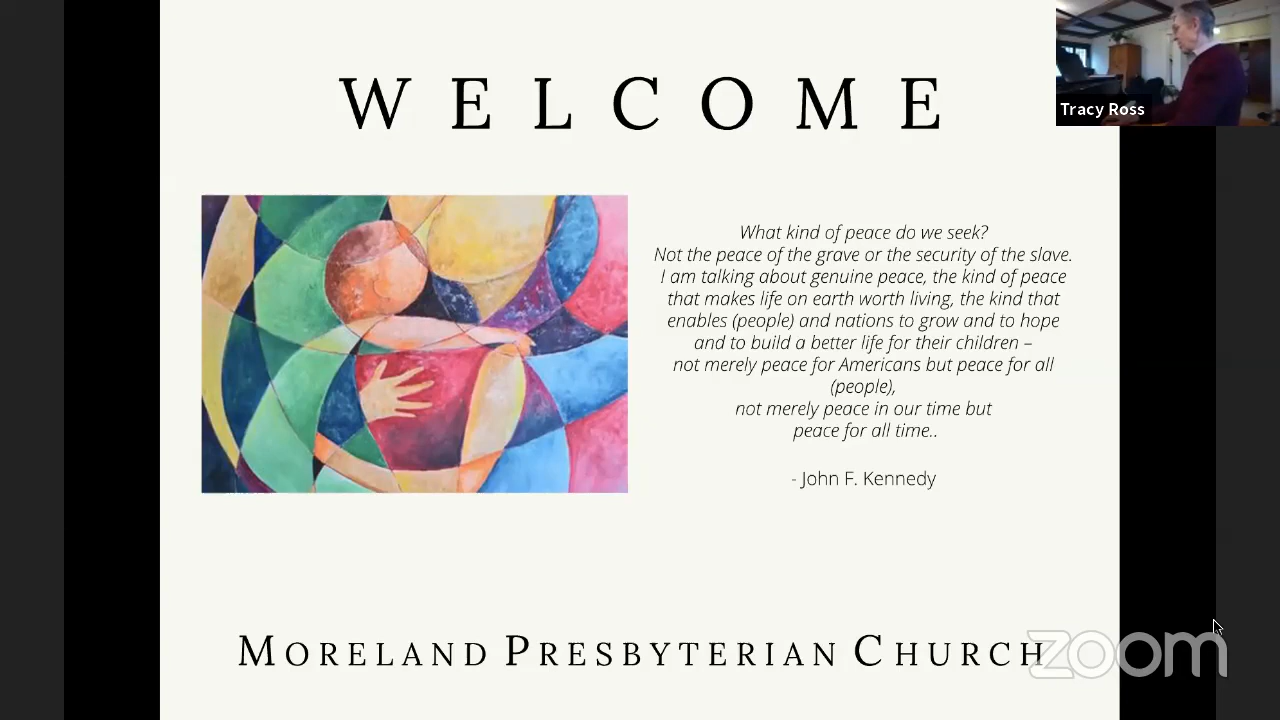 WELCOME
Tracy Ross
What kind of peace do we seek?
Not the peace of the grave or the security of the slave.
I am talking about genuine peace, the kind of peace
that makes life on earth worth living, the kind that
enables (people) and nations to grow and to hope
and to build a better life for their children –
not merely peace for Americans but peace for all
(people),
not merely peace in our time but
peace for all time..
- John F. Kennedy
MORELAND PRESBYTERIAN CHURCH
zoom